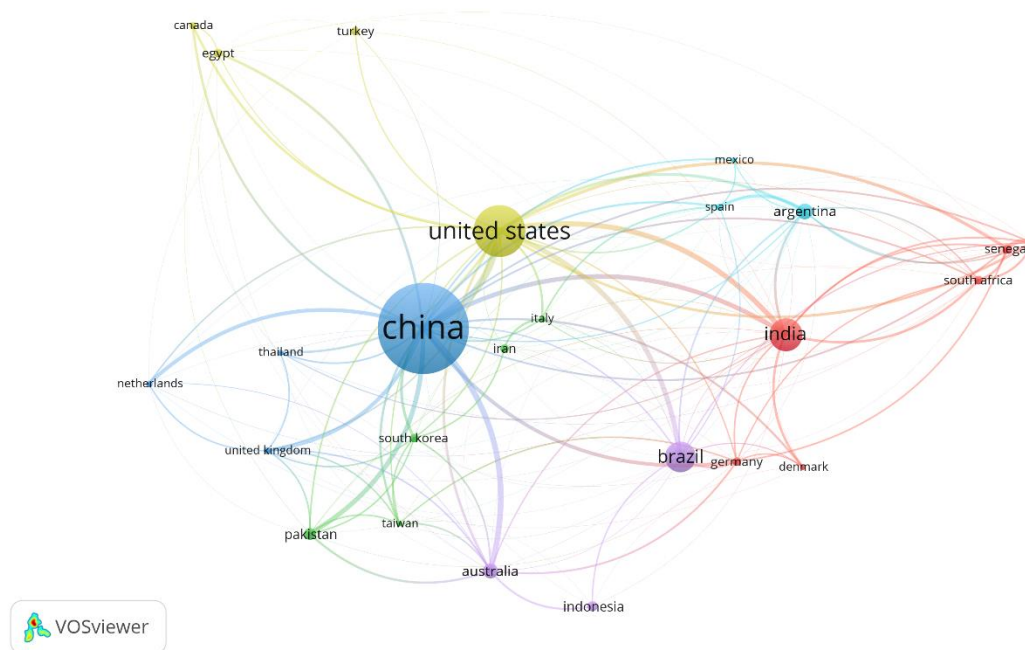 canada
turkey
egypt
mexico
spain
argentina
united states
senegal
south africa
italy
china
india
iran
thailand
netherlands
south korea
united kingdom
brazil
germany
denmark
taiwan
pakistan
australia
indonesia
VOSviewer